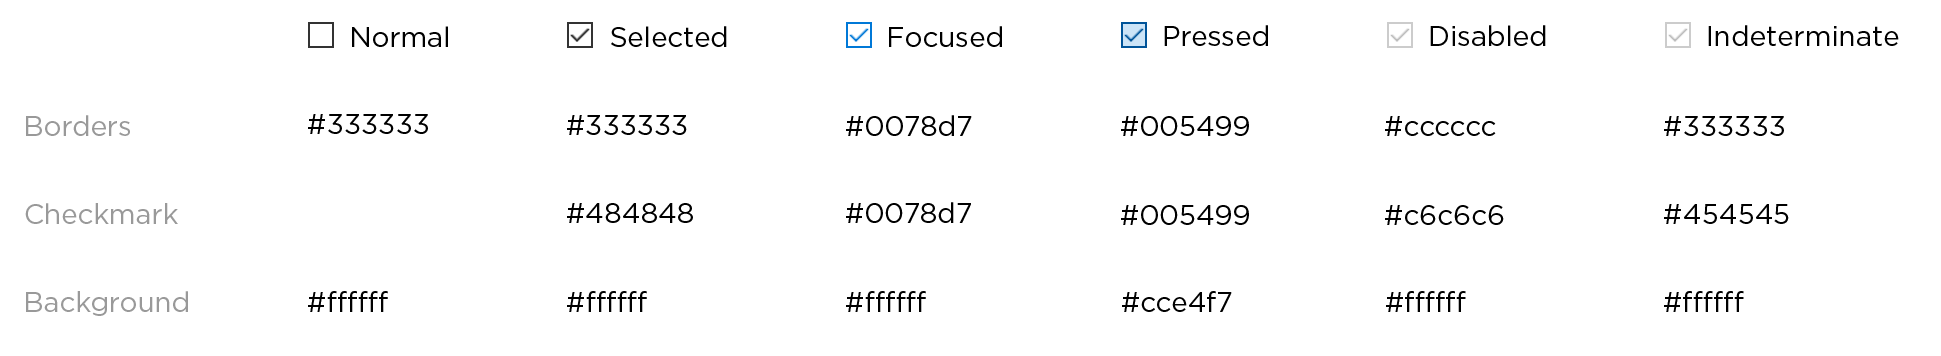 Normal Selected Focused Pressed Disabled Indeterminate
Borders #333333 #333333 #0078d7 #005499 #cccccc #333333
Checkmark #484848 #0078d7 #005499 #c6c6c6 #454545
Background #ffffff #ffffff #ffffff #cce4f7 #ffffff #ffffff